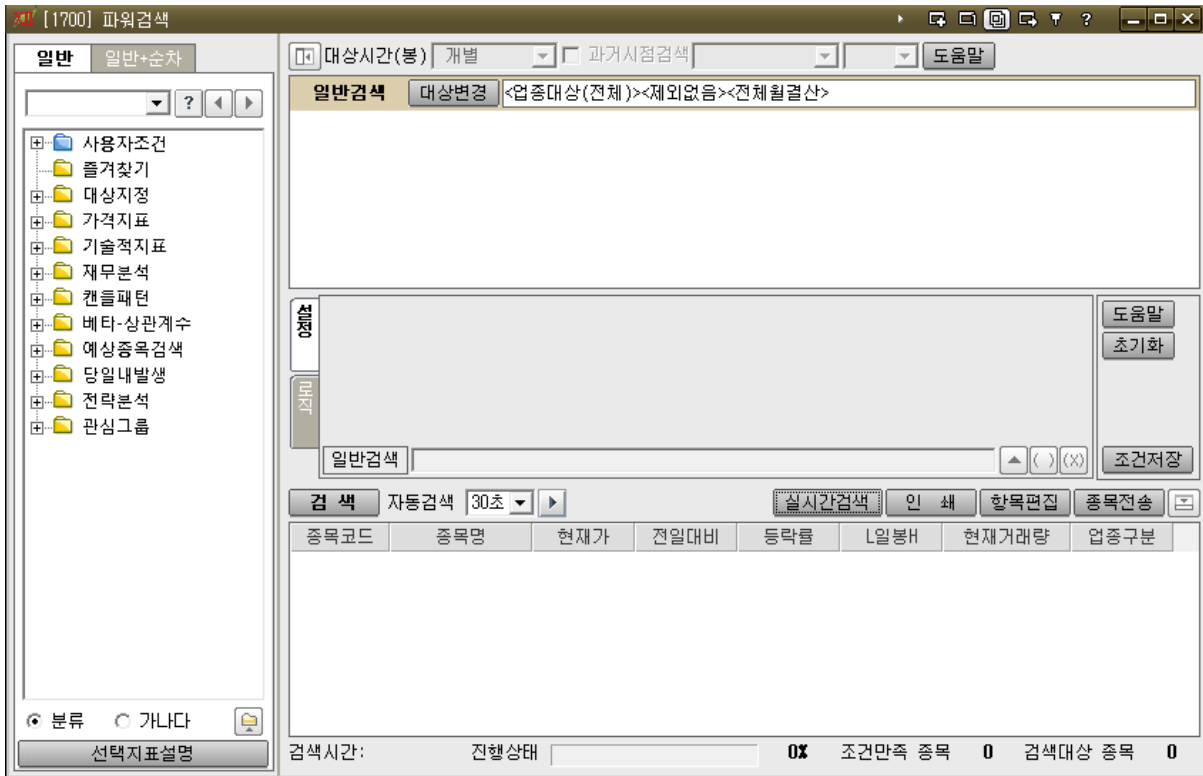 [1700] 파워검색
?
일반 일반+순차
?
사용자조건
즐겨찾기
대상지정
가격지표
기술적지표
재무분석
캔들패턴
베타-상관계수
예상종목검색
당일내발생
전략분석
관심그룹
분류 가나다
선택지표설명
대상시간(봉) 개별 과거시점검색 도움말
일반검색 대상변경 <업종대상(전체)><제외없음><전체월결산>
설정
로직
도움말
초기화
일반검색 ( ) (X) 조건저장
검 색 자동검색 30초 실시간검색 인 쇄 항목편집 종목전송
종목코드 종목명 현재가 전일대비 등락률 L일봉H 현재거래량 업종구분
검색시간: 진행상태 0% 조건만족 종목 0 검색대상 종목 0